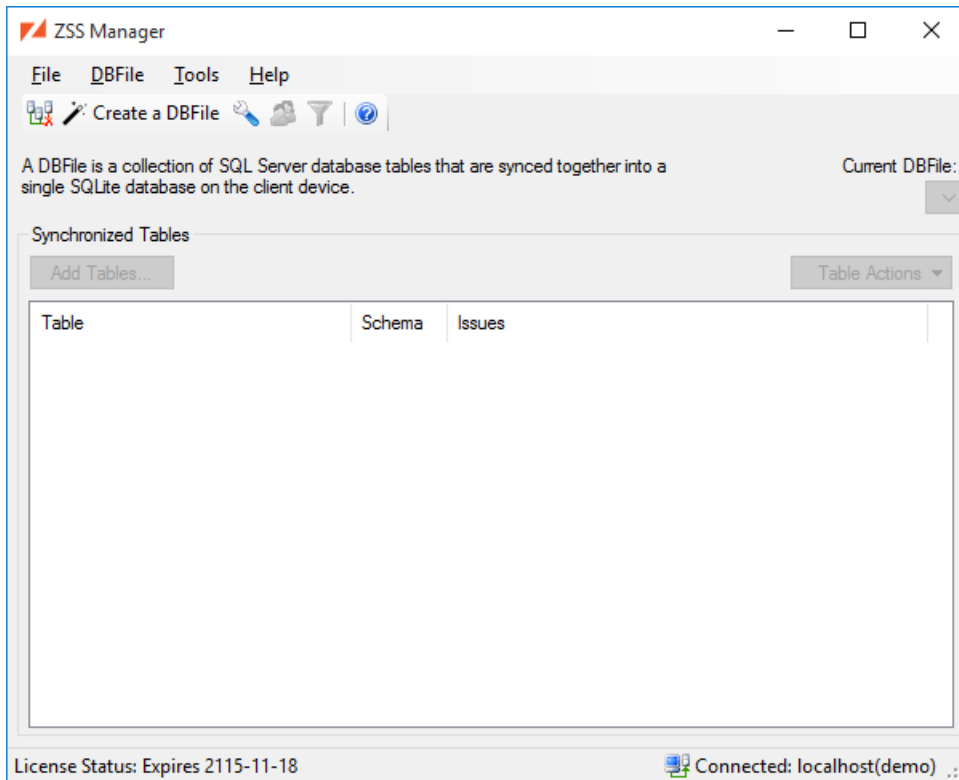 ZSS Manager
File DBFile Tools Help
Create a DBFile
A DBFile is a collection of SQL Server database tables that are synced together into a Current DBFile:
single SQLite database on the client device.
Synchronized Tables
Add Tables... Table Actions
Table Schema Issues
License Status: Expires 2115-11-18 Connected: localhost(demo)